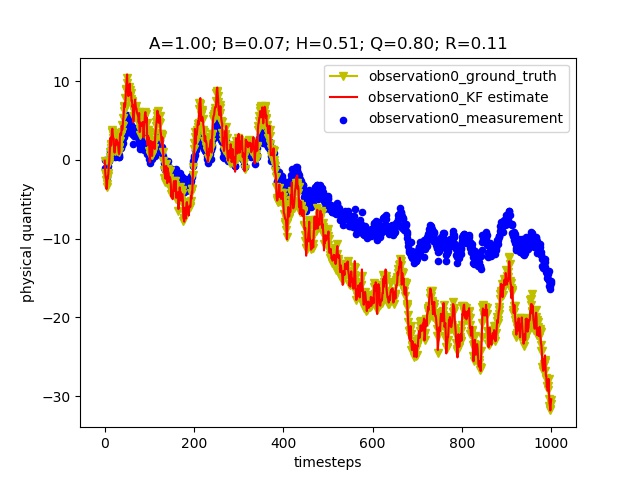 A=1.00; B=0.07; H=0.51; Q=0.80; R=0.11
observation0_ground_truth
observation0_KF estimate
observation0_measurement
physical quantity
10
0
−10
−20
−30
0 200 400 600 800 1000
timesteps